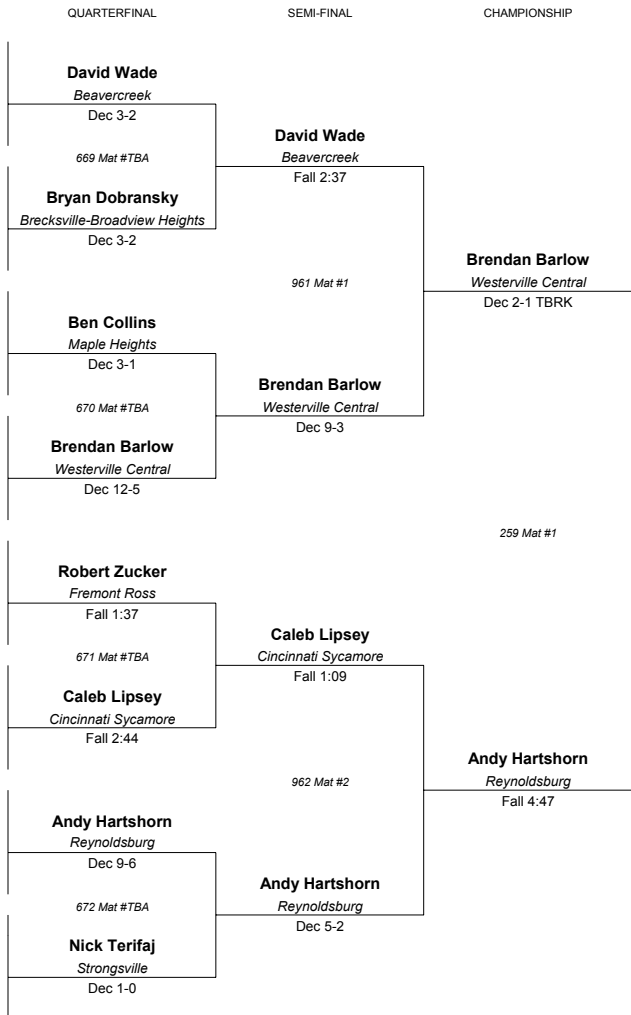 QUARTERFINAL
SEMI-FINAL
CHAMPIONSHIP
David Wade
Beavercreek
Dec 3-2
669 Mat #TBA
Bryan Dobransky
Brecksville-Broadview Heights
Dec 3-2
David Wade
Beavercreek
Fall 2:37
961 Mat #1
Ben Collins
Maple Heights
Dec 3-1
670 Mat #TBA
Brendan Barlow
Westerville Central
Dec 12-5
Brendan Barlow
Westerville Central
Dec 9-3
Brendan Barlow
Westerville Central
Dec 2-1 TBRK
259 Mat #1
Robert Zucker
Fremont Ross
Fall 1:37
671 Mat #TBA
Caleb Lipsey
Cincinnati Sycamore
Fall 2:44
Caleb Lipsey
Cincinnati Sycamore
Fall 1:09
962 Mat #2
Andy Hartshorn
Reynoldsburg
Dec 9-6
672 Mat #TBA
Nick Terifaj
Strongsville
Dec 1-0
Andy Hartshorn
Reynoldsburg
Dec 5-2
Andy Hartshorn
Reynoldsburg
Fall 4:47